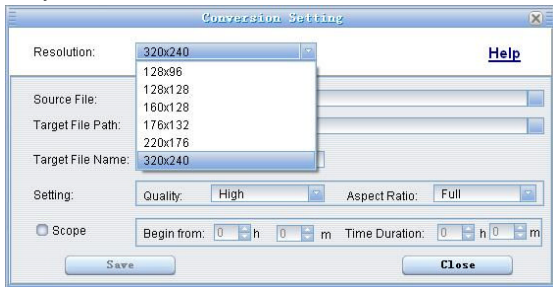 Conversion Setting
Resolution: 320x240 Help
128x96
128x128
160x128
176x132
220x176
320x240
Source File:
Target File Path:
Target File Name:
Setting: Quality: High Aspect Ratio: Full
Scope Begin from: 0 h 0 m Time Duration: 0 h 0 m
Save Close